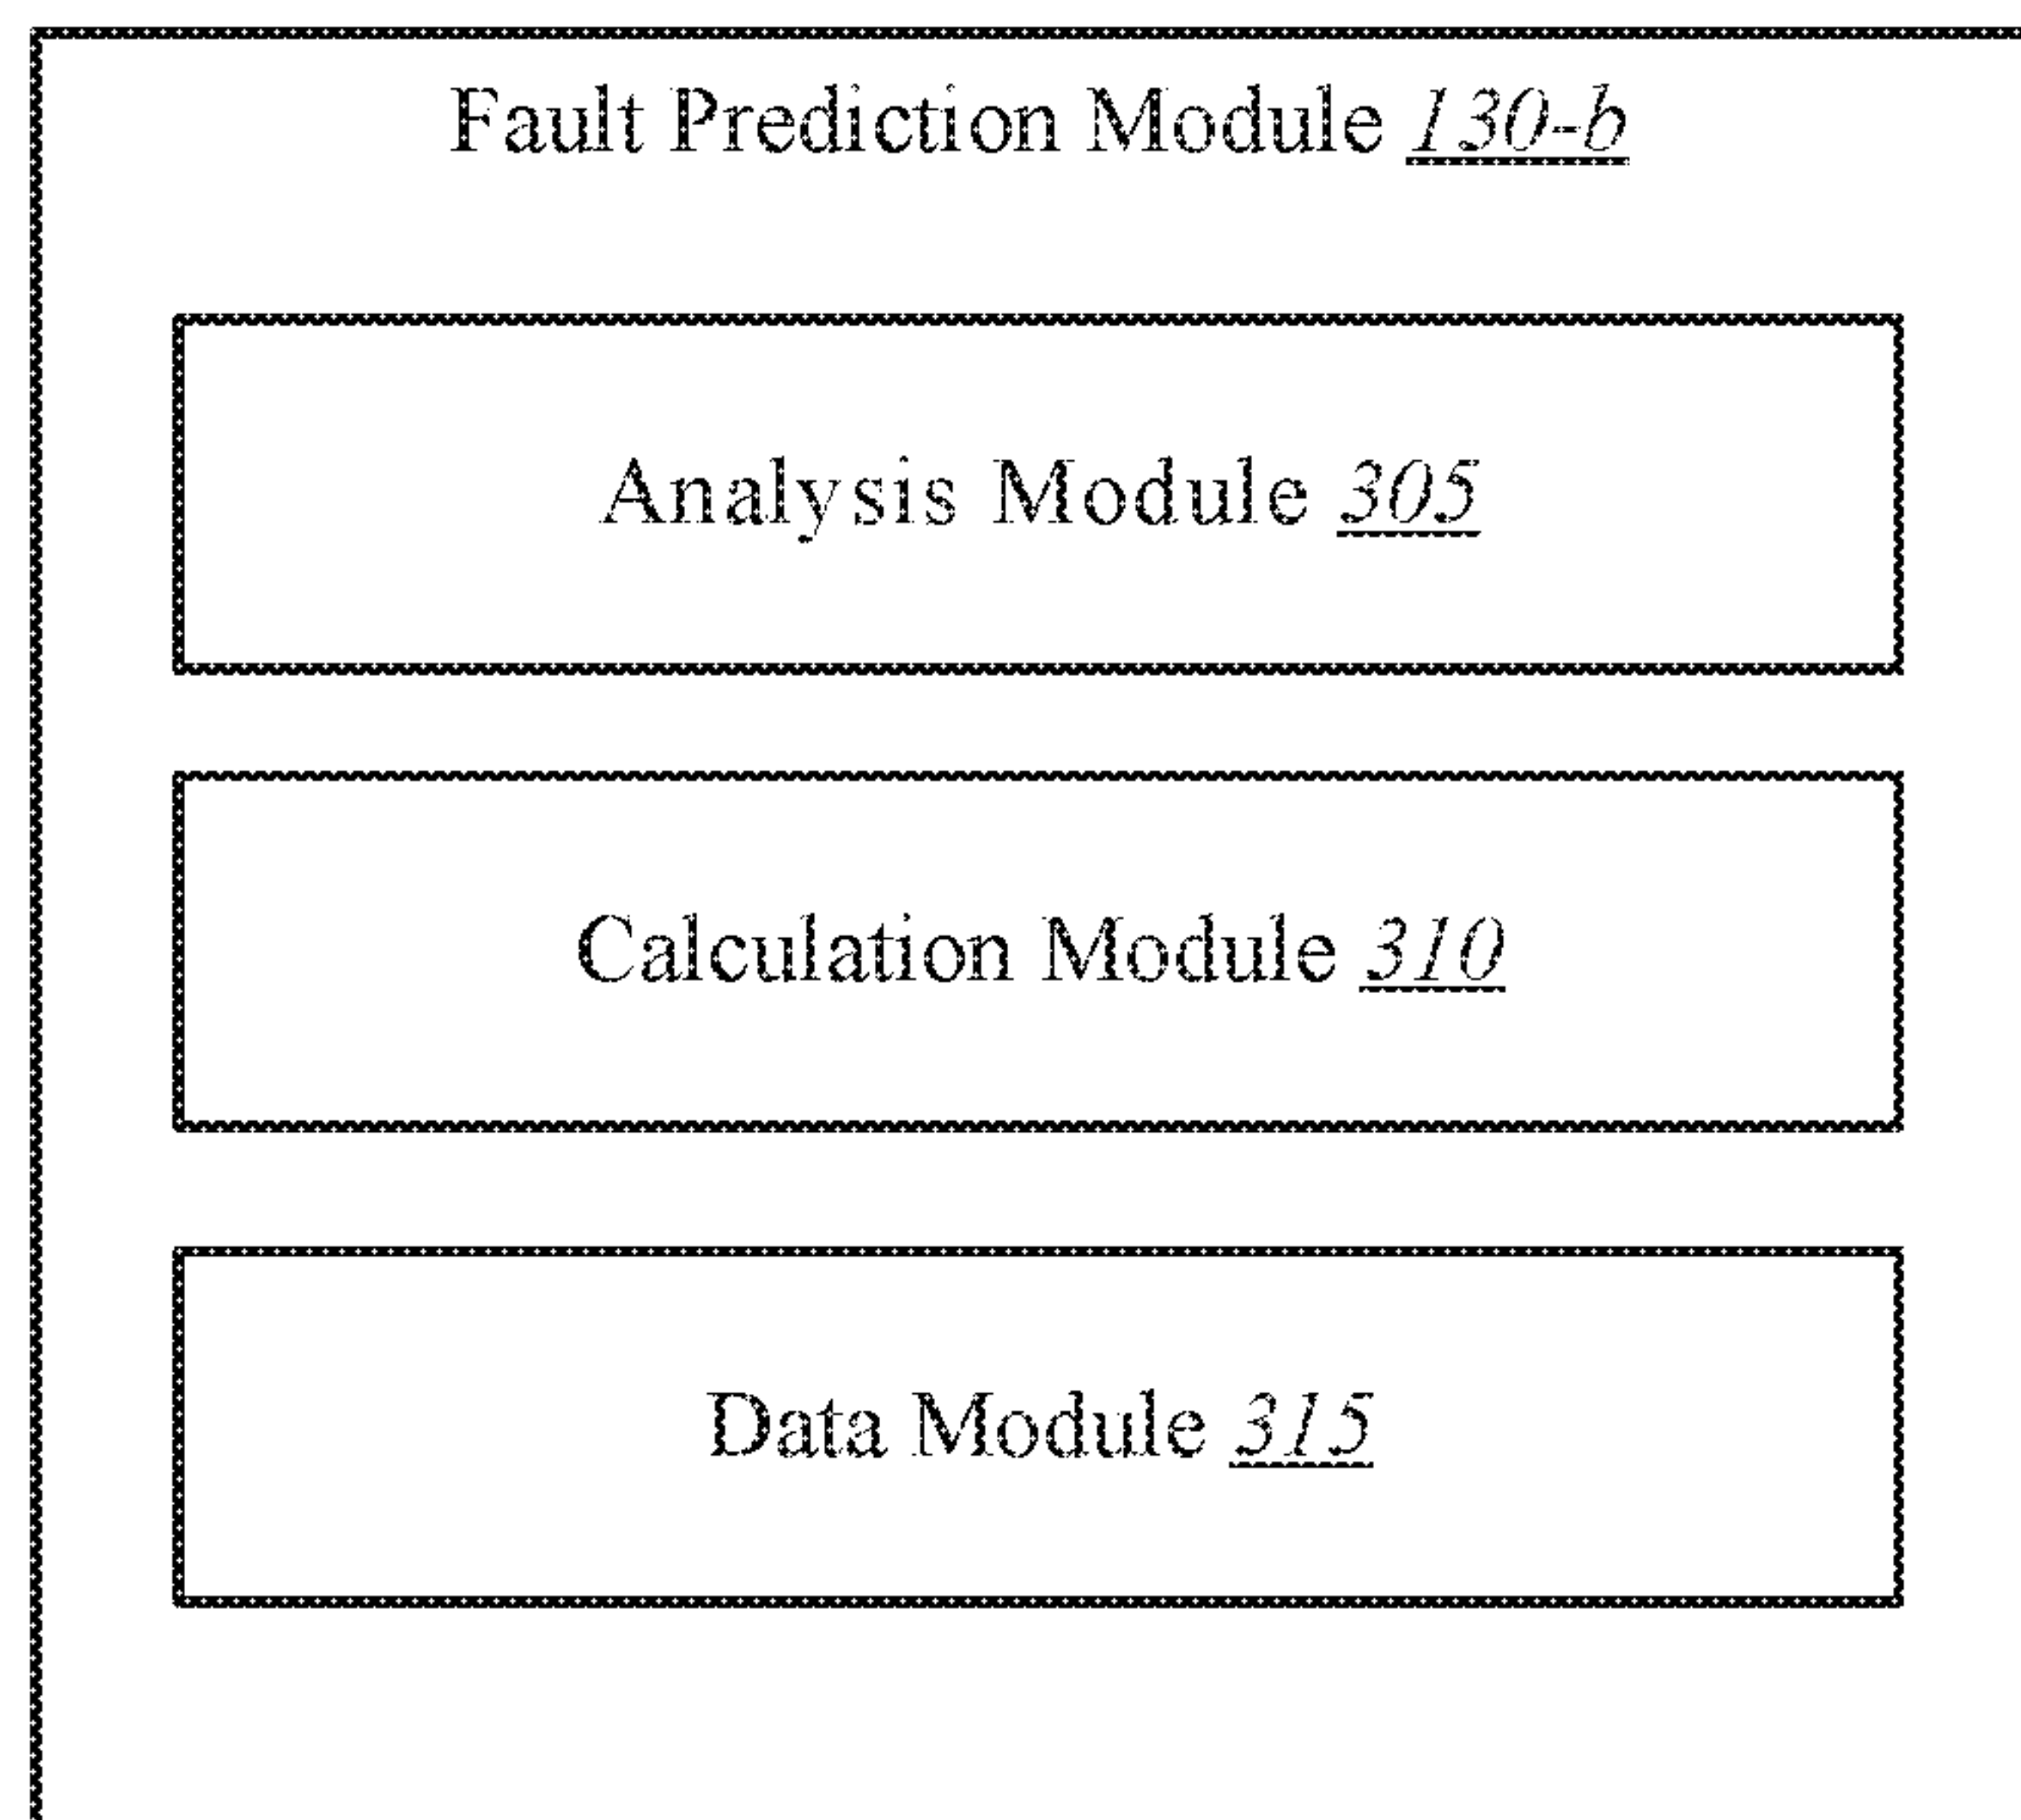 Fault Prediction Module 130-b
Analysis Module 305
Calculation Module 310
Data Module 315